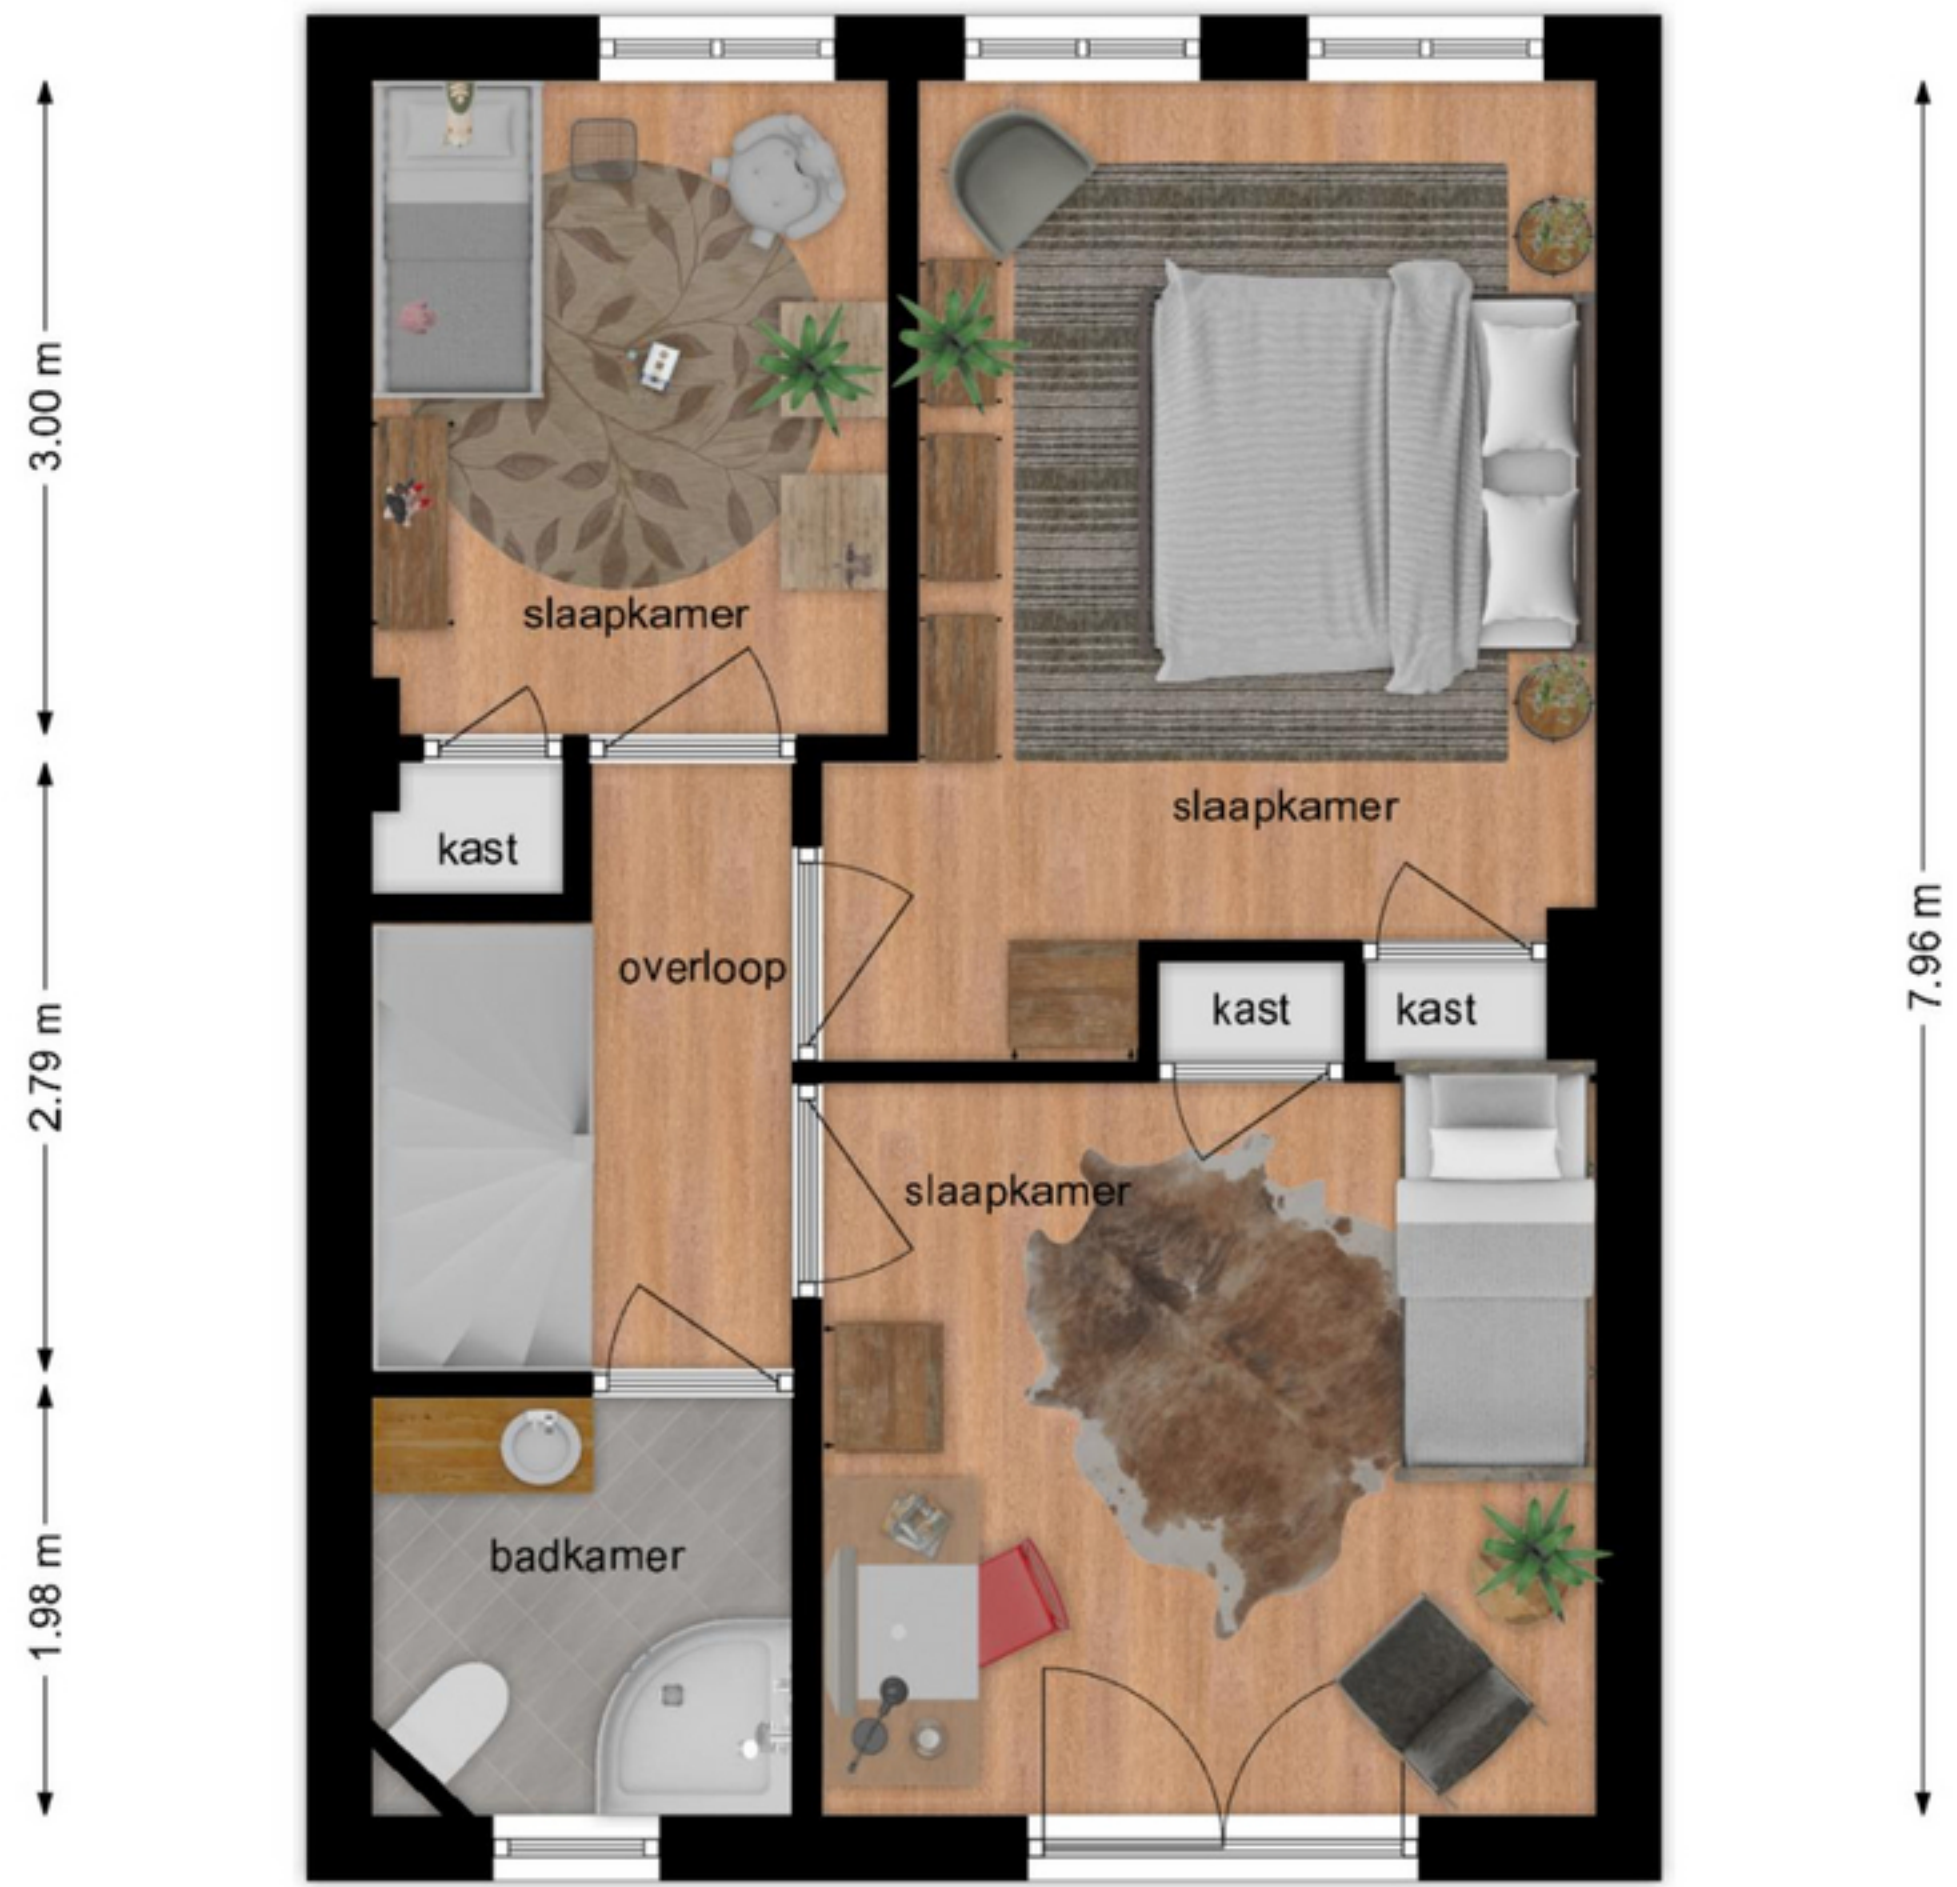 3.00 m
slaapkamer
slaapkamer
kast
7.96 m
overloop
kast
kast
2.79 m
slaapkamer
badkamer
1.98 m